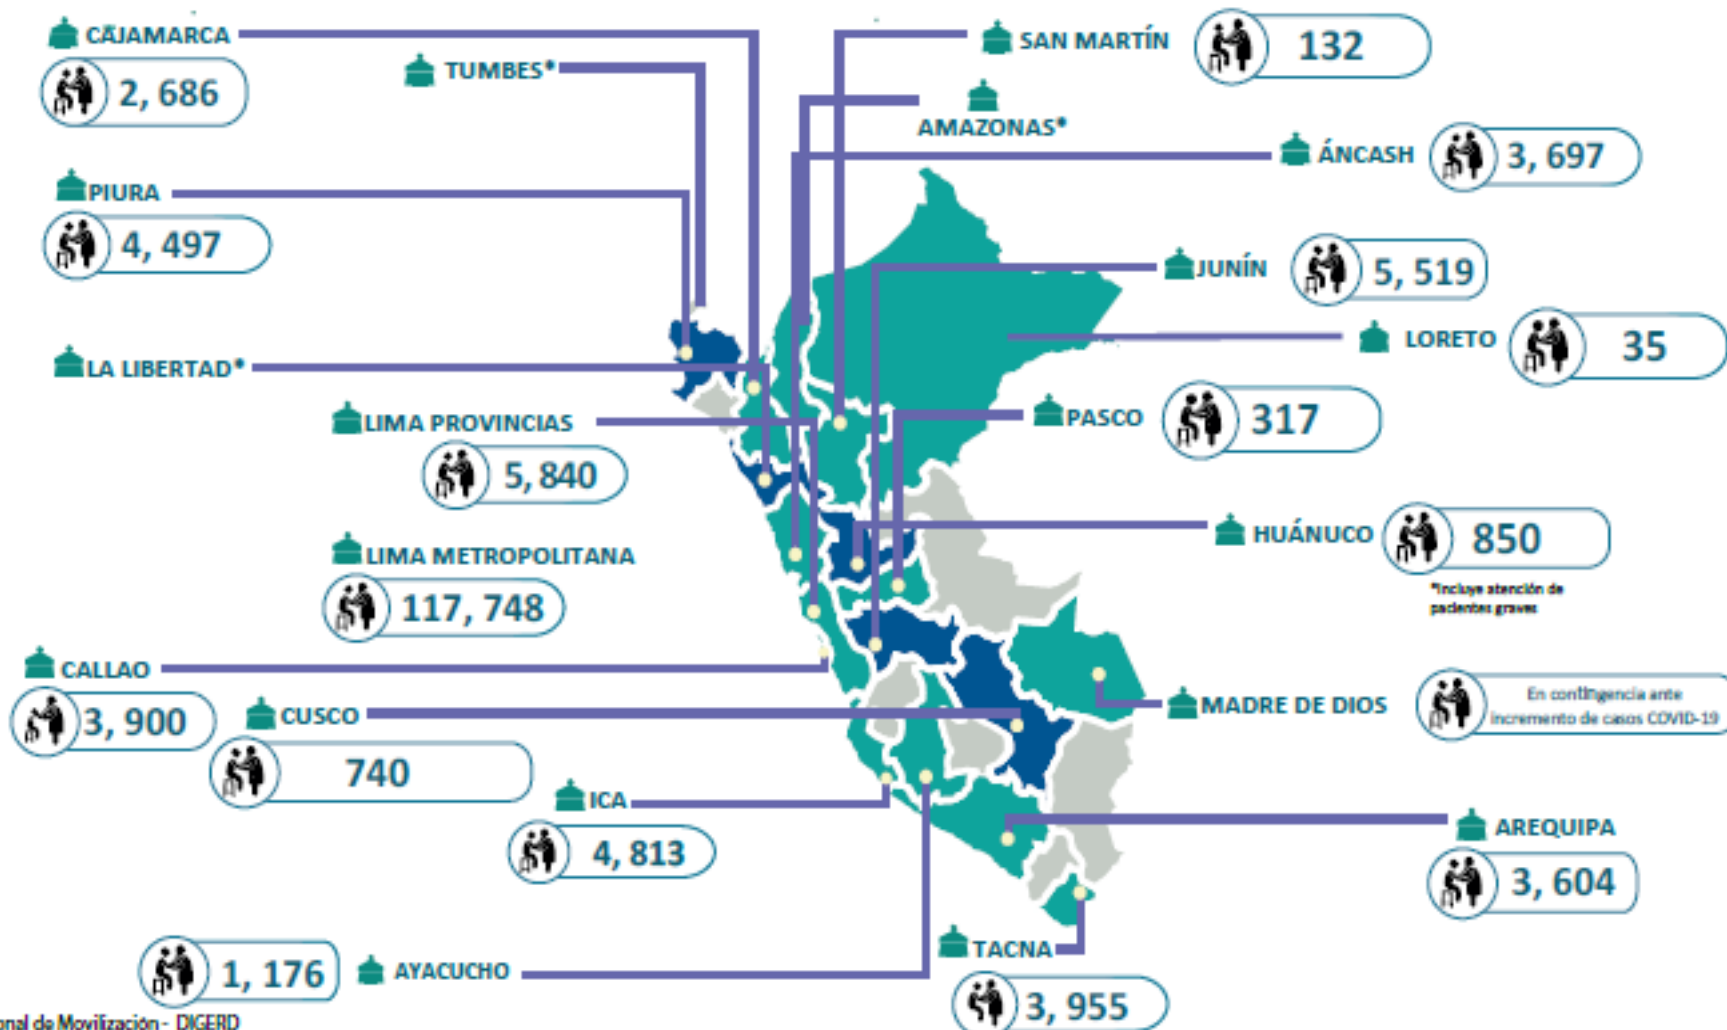 CAJAMARCA
2, 686
TUMBES*
SAN MARTÍN
132
AMAZONAS*
ÁNCASH
3, 697
PIURA
4, 497
JUNÍN
5, 519
LA LIBERTAD*
LORETO
35
LIMA PROVINCIAS
5, 840
PASCO
317
LIMA METROPOLITANA
117, 748
HUÁNUCO
850
*Incluye atención de
pacientes graves
CALLAO
3, 900
CUSCO
740
MADRE DE DIOS
En contingencia ante
incremento de casos COVID-19
ICA
4, 813
AREQUIPA
3, 604
1, 176
AYACUCHO
TACNA
3, 955
onal de Movilización - DIGERD